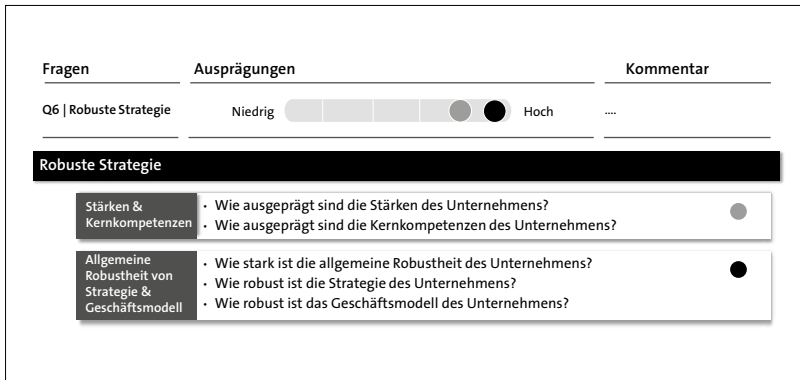 Fragen Ausprägungen Kommentar
Q6 | Robuste Strategie Niedrig Hoch ....
Robuste Strategie
Stärken &
Kernkompetenzen
• Wie ausgeprägt sind die Stärken des Unternehmens?
• Wie ausgeprägt sind die Kernkompetenzen des Unternehmens?
Allgemeine
Robustheit von
Strategie &
Geschäftsmodell
• Wie stark ist die allgemeine Robustheit des Unternehmens?
• Wie robust ist die Strategie des Unternehmens?
• Wie robust ist das Geschäftsmodell des Unternehmens?